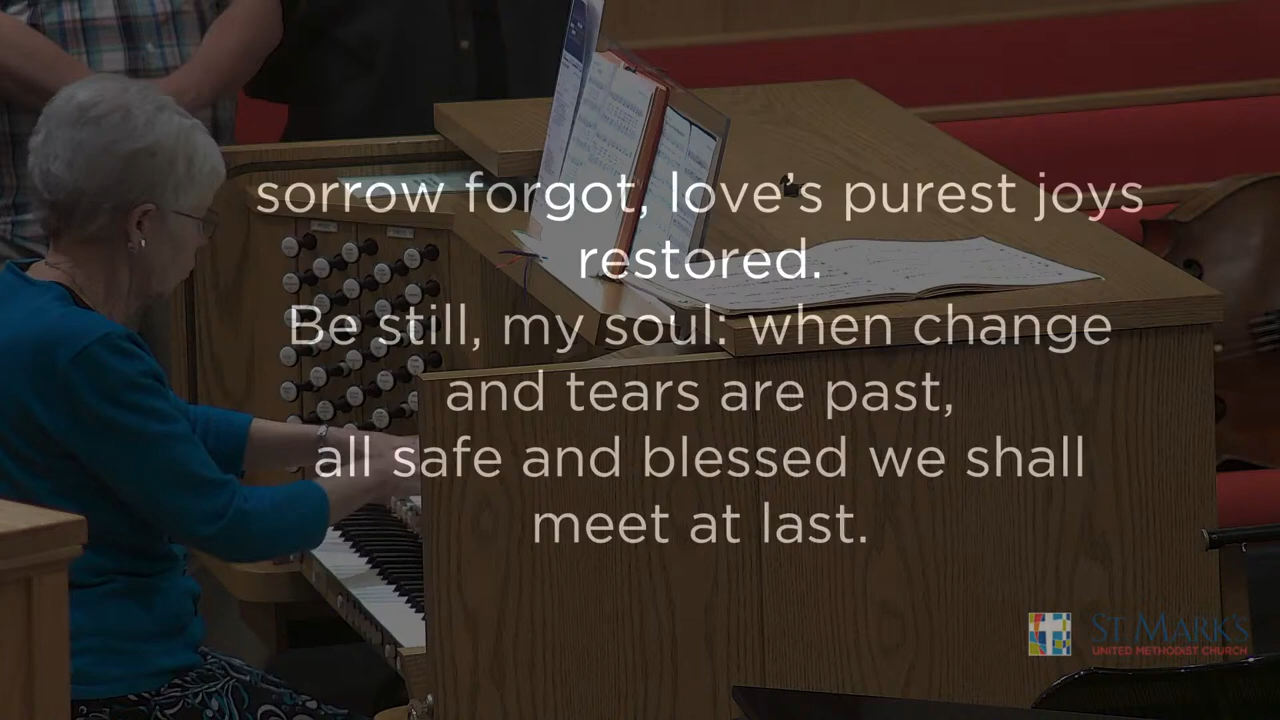 sorrow forgot, love's purest joys
restored.
Be still, my soul: when change
and tears are past,
all safe and blessed we shall
meet at last.
ST. MARK'S
UNITED METHODIST CHURCH